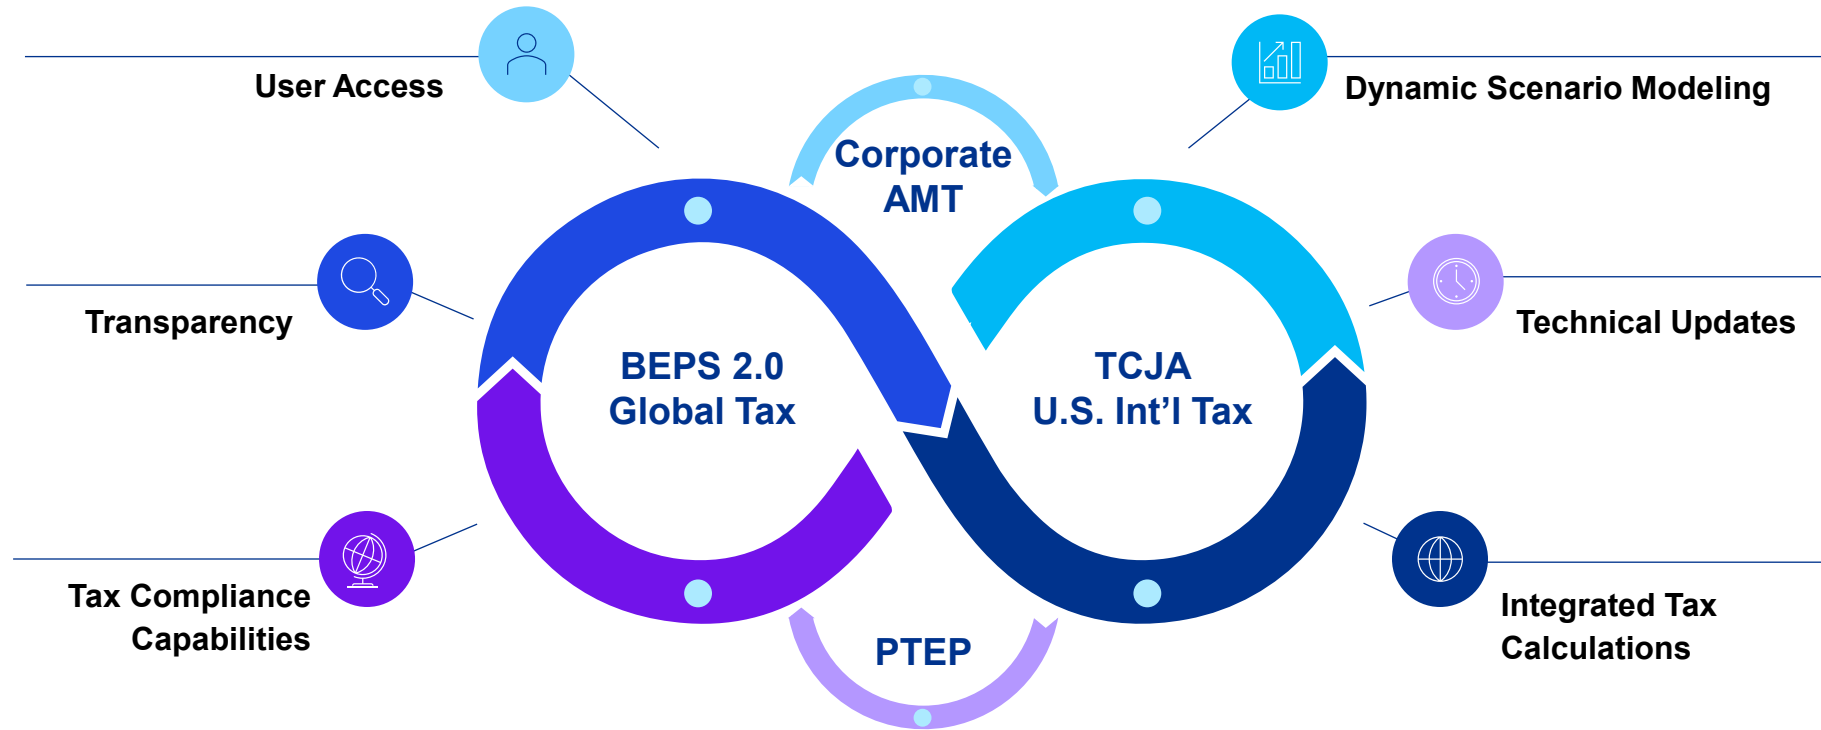 User Access
Dynamic Scenario Modeling
Corporate
AMT
Transparency
Technical Updates
BEPS 2.0
Global Tax
TCJA
U.S. Int’l Tax
Tax Compliance
Capabilities
Integrated Tax
Calculations
PTEP